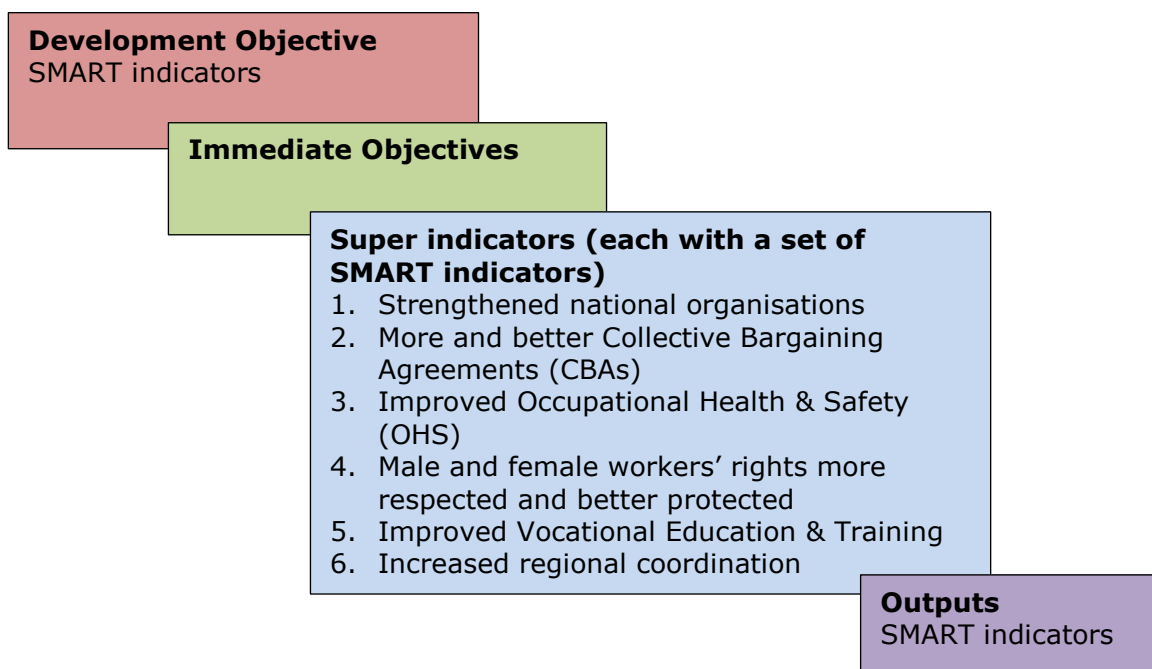 Development Objective
SMART indicators
Immediate Objectives
Super indicators (each with a set of
SMART indicators)
1. Strengthened national organisations
2. More and better Collective Bargaining
Agreements (CBAs)
3. Improved Occupational Health & Safety
(OHS)
4. Male and female workers’ rights more
respected and better protected
5. Improved Vocational Education & Training
6. Increased regional coordination
Outputs
SMART indicators